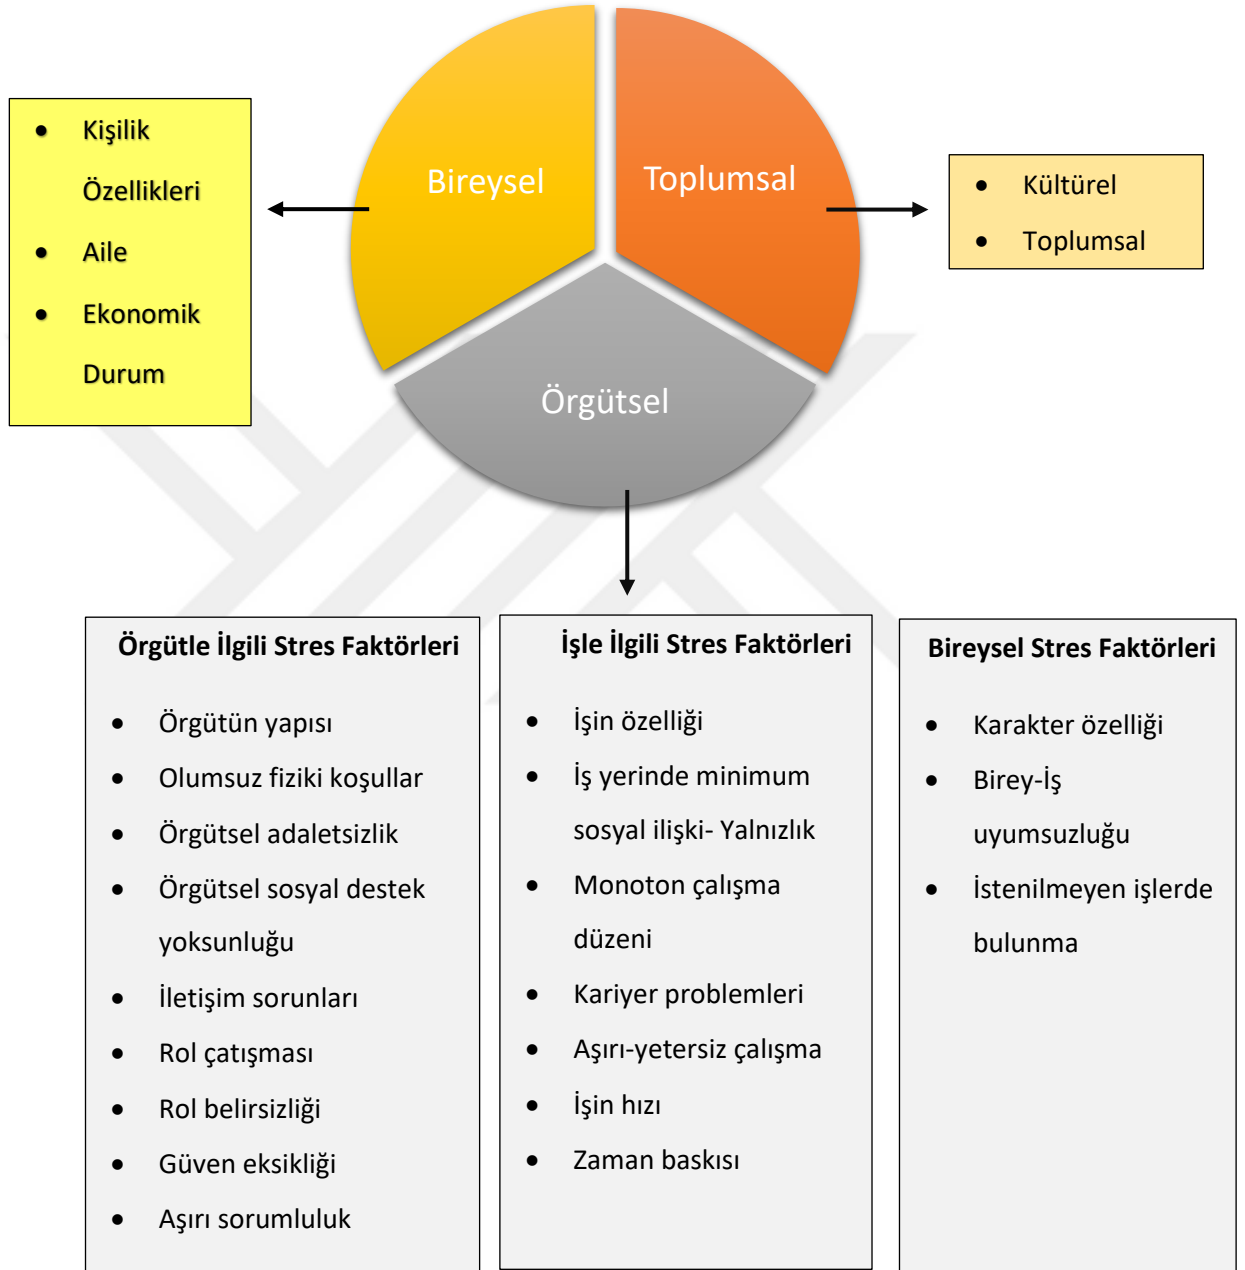 Bireysel
Toplumsal
Örgütsel
• Kişilik
Özellikleri
• Aile
• Ekonomik
Durum
• Kültürel
• Toplumsal
Örgütle İlgili Stres Faktörleri
• Örgütün yapısı
• Olumsuz fiziki koşullar
• Örgütsel adaletsizlik
• Örgütsel sosyal destek
yoksunluğu
• İletişim sorunları
• Rol çatışması
• Rol belirsizliği
• Güven eksikliği
• Aşırı sorumluluk
İşle İlgili Stres Faktörleri
• İşin özelliği
• İş yerinde minimum
sosyal ilişki- Yalnızlık
• Monoton çalışma
düzeni
• Kariyer problemleri
• Aşırı-yetersiz çalışma
• İşin hızı
• Zaman baskısı
Bireysel Stres Faktörleri
• Karakter özelliği
• Birey-İş
uyumsuzluğu
• İstenilmeyen işlerde
bulunma